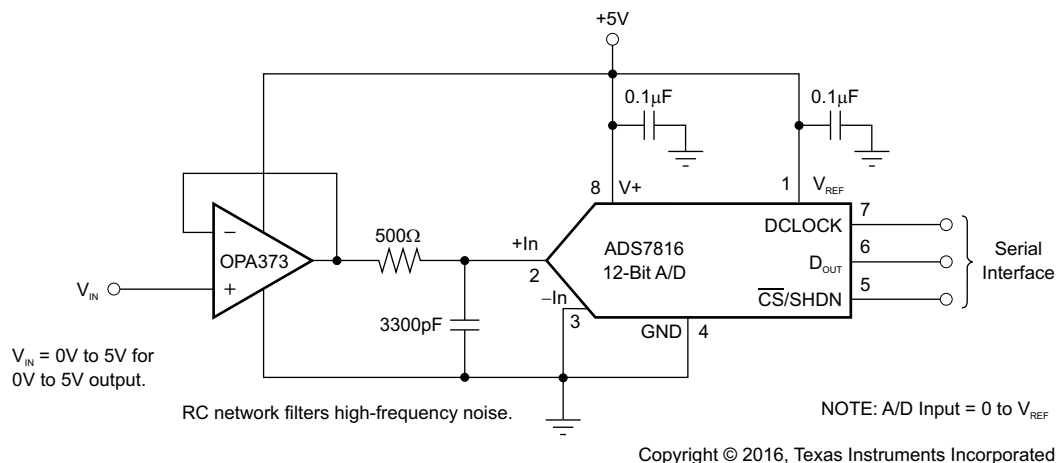 +5V
0.1µF
0.1µF
8
V+
1
V_REF
DCLOCK
7
500Ω
+In
2
ADS7816
12-Bit A/D
D_OUT
6
Serial
Interface
−
OPA373
+
V_IN
−In
3
CS/SHDN
5
3300pF
GND
4
V_IN = 0V to 5V for
0V to 5V output.
RC network filters high-frequency noise.
NOTE: A/D Input = 0 to V_REF
Copyright © 2016, Texas Instruments Incorporated